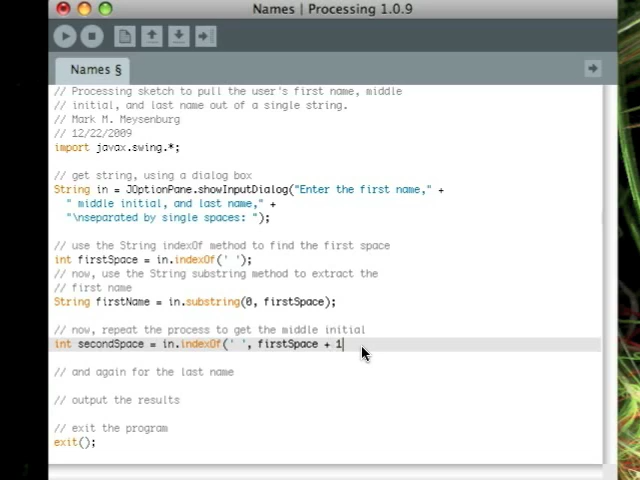 Names | Processing 1.0.9
Names §
// Processing sketch to pull the user's first name, middle
// initial, and last name out of a single string.
// Mark M. Meysenburg
// 12/22/2009
import javax.swing.*;
// get string, using a dialog box
String in = JOptionPane.showInputDialog("Enter the first name," +
" middle initial, and last name," +
"\nseparated by single spaces: ");
// use the String indexOf method to find the first space
int firstSpace = in.indexOf(' ');
// now, use the String substring method to extract the
// first name
String firstName = in.substring(0, firstSpace);
// now, repeat the process to get the middle initial
int secondSpace = in.indexOf(' ', firstSpace + 1
// and again for the last name
// output the results
// exit the program
exit();